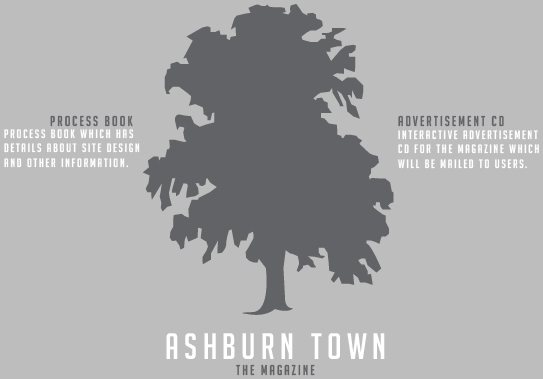 PROCESS BOOK
PROCESS BOOK WHICH HAS
DETAILS ABOUT SITE DESIGN
AND OTHER INFORMATION.
ADVERTISEMENT CD
INTERACTIVE ADVERTISEMENT
CD FOR THE MAGAZINE WHICH
WILL BE MAILED TO USERS.
ASHBURN TOWN
THE MAGAZINE